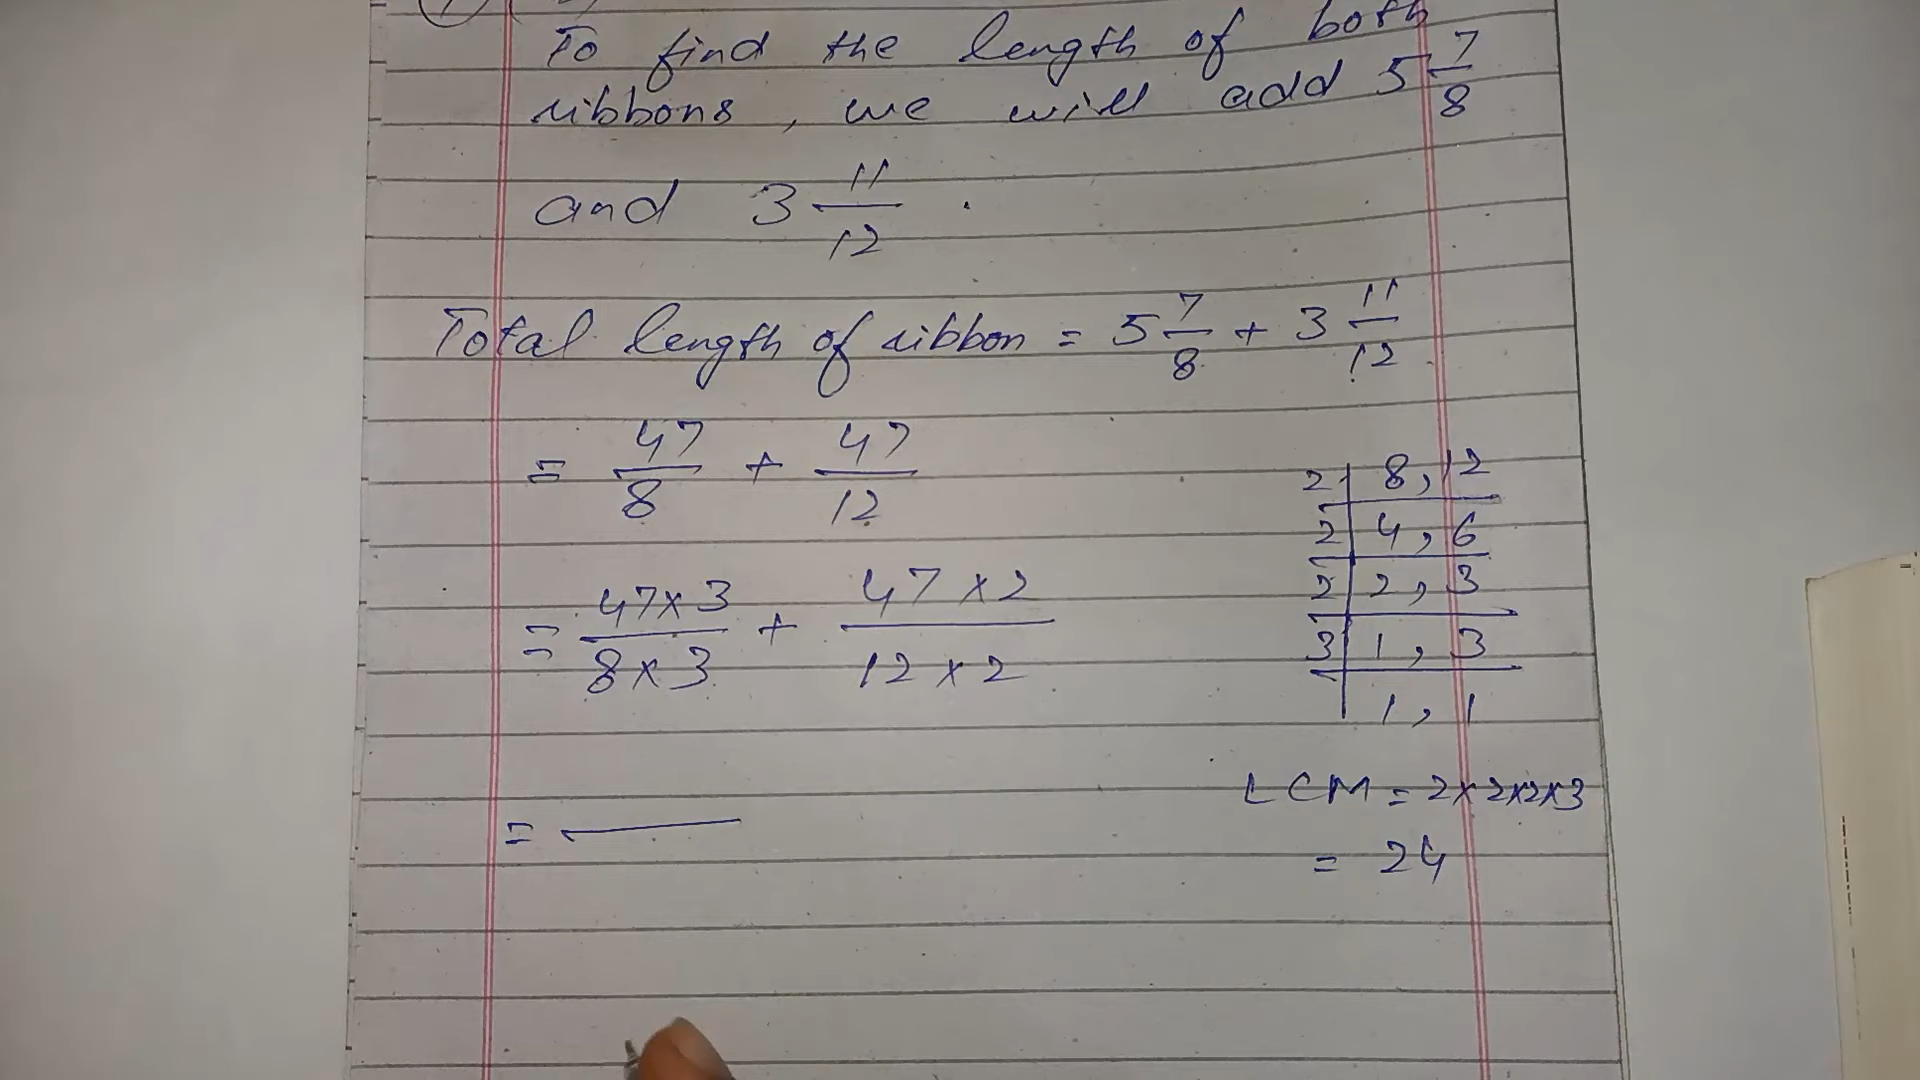 To find the length of both
ribbons, we will add 5 7/8
and 3 11/12 .
Total length of ribbon = 5 7/8 + 3 11/12
= 47/8 + 47/12
= 47×3/8×3 + 47×2/12×2
=
2 | 8, 12
2 | 4, 6
2 | 2, 3
3 | 1, 3
1, 1
LCM = 2×2×2×3
= 24